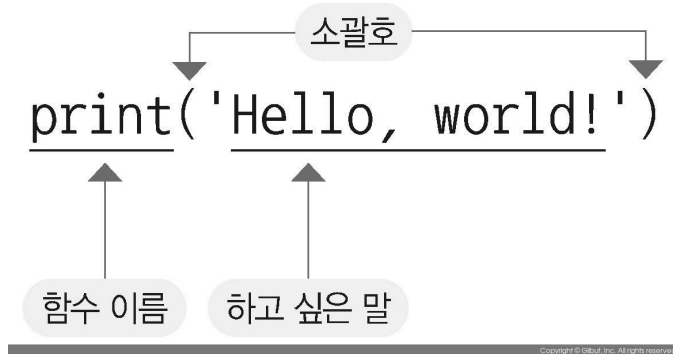 소괄호
print('Hello, world!')
함수 이름 하고 싶은 말
Copyright © Gilbut, Inc. All rights reserved